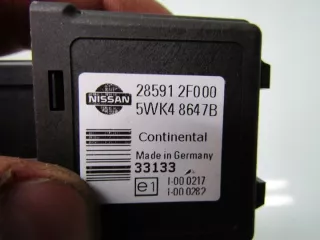 NISSAN
28591 2F000
5WK4 8647B
Continental
Made in Germany
33133
e1
I-00 0217
I-00 0282